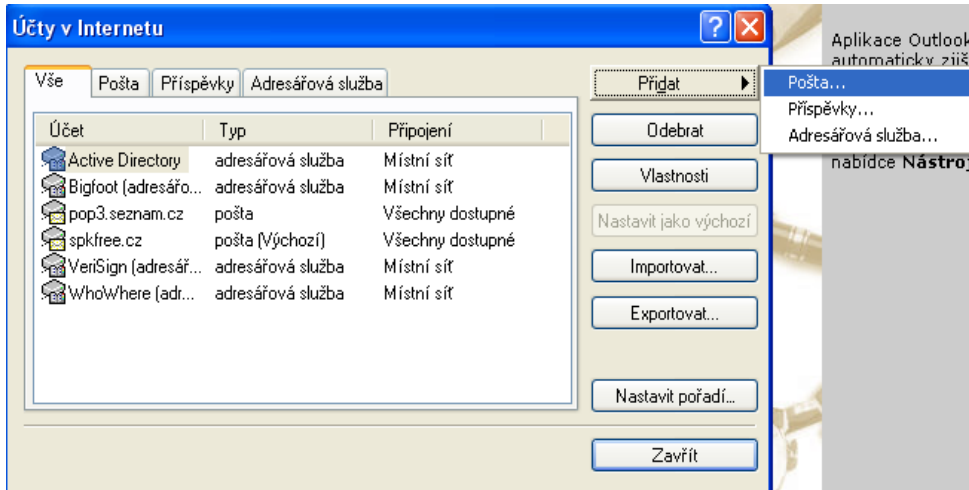 Účty v Internetu
Vše
Pošta
Příspěvky
Adresářová služba
Účet Typ Připojení
Active Directory adresářová služba Místní síť
Bigfoot (adresářo... adresářová služba Místní síť
pop3.seznam.cz pošta Všechny dostupné
spkfree.cz pošta (Výchozí) Všechny dostupné
VeriSign (adresář... adresářová služba Místní síť
WhoWhere (adr... adresářová služba Místní síť
Přidat
Odebrat
Vlastnosti
Nastavit jako výchozí
Importovat...
Exportovat...
Nastavit pořadí...
Zavřít
Pošta...
Příspěvky...
Adresářová služba...
Aplikace Outlook
automaticky zjiš
nabídce Nástroj